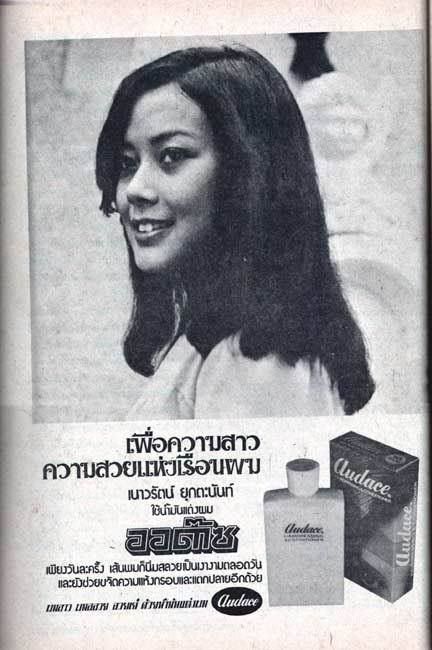 เพื่อความสาว
ความสวยแห่งเรือนผม
เนาวรัตน์ ยุกตะนันท์
ใช้น้ำมันแต่งผม
ออด๊าซ
เพียงวันละครั้ง เส้นผมก็นิ่มสลวยเป็นเงางามตลอดวัน
และยังช่วยขจัดความแห้งกรอบและแตกปลายอีกด้วย
Audace
Audace
Audace
Audace